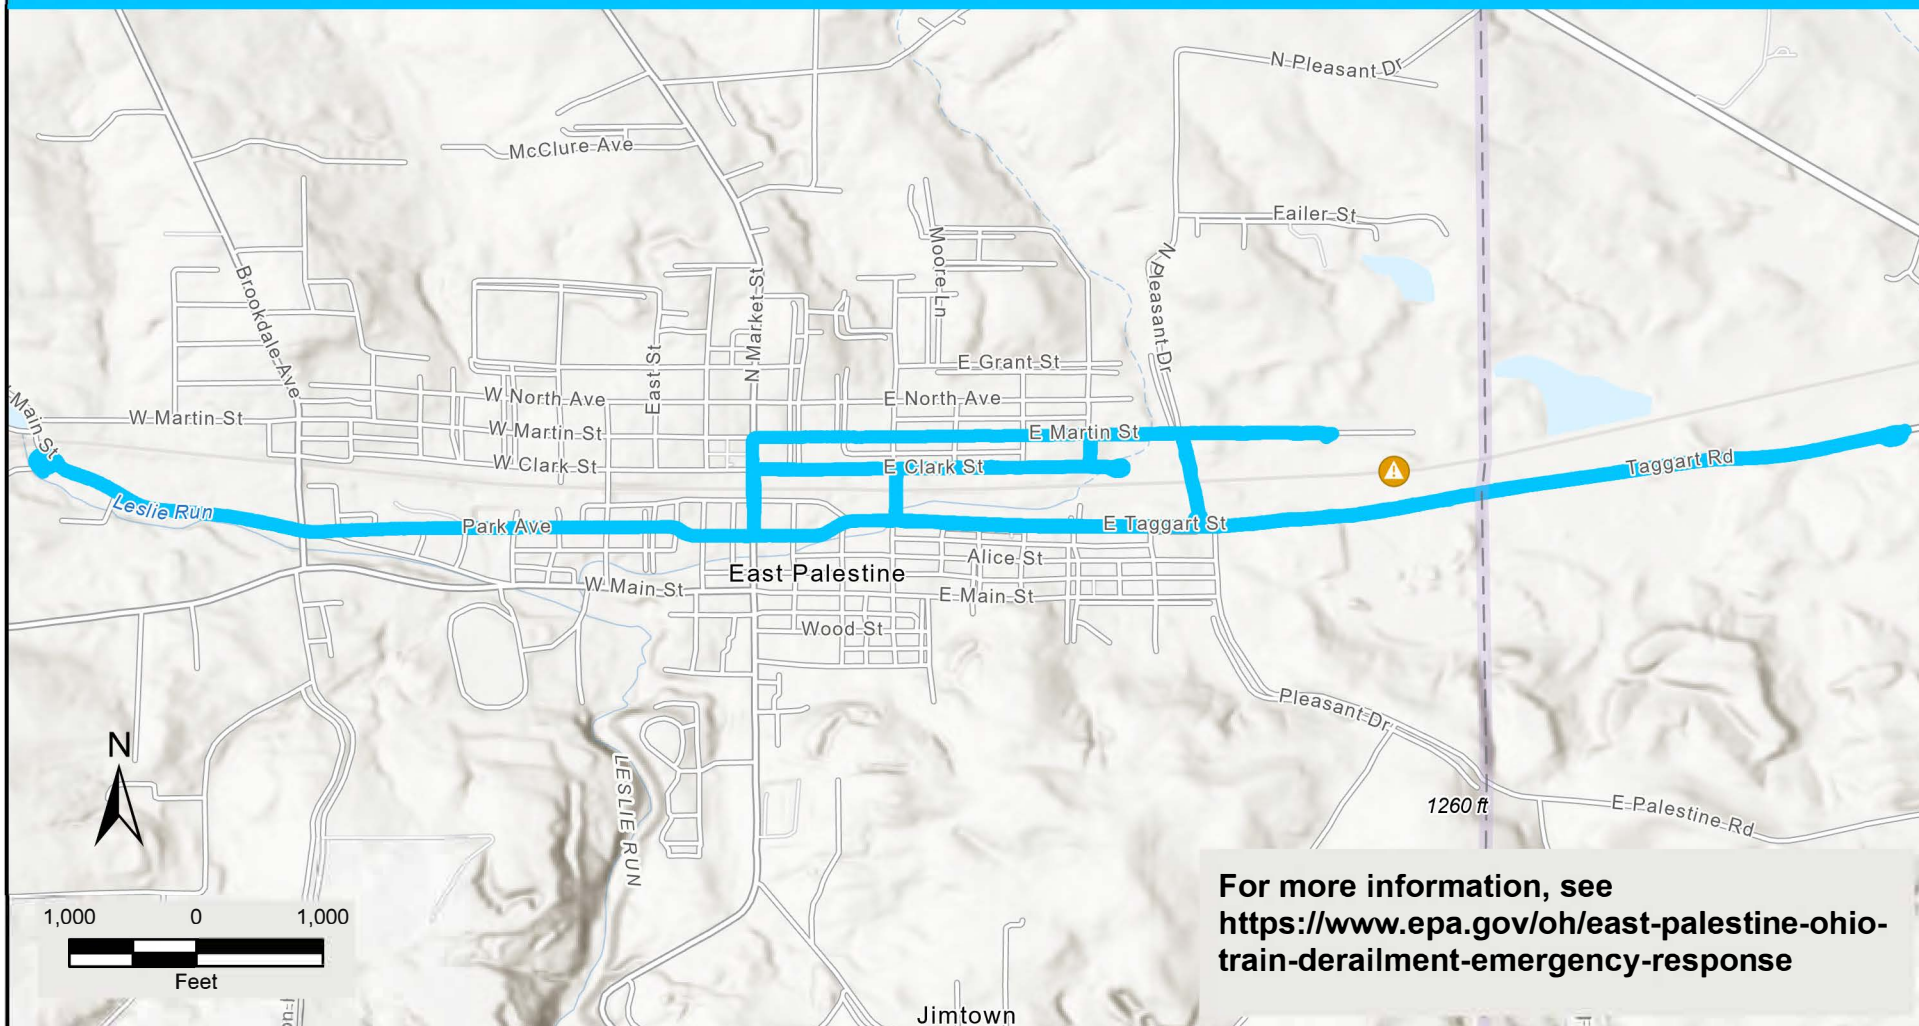 N Pleasant Dr
McClure Ave
Failer St
Moore Ln
N Pleasant Dr
Brookdale Ave
N Market St
East St
E Grant St
W North Ave
E North Ave
Main St
W Martin St
W Martin St
E Martin St
W Clark St
E Clark St
Taggart Rd
Leslie Run
Park Ave
E Taggart St
Alice St
East Palestine
W Main St
E Main St
Wood St
Pleasant Dr
N
LESLIE RUN
1260 ft
E Palestine Rd
For more information, see
https://www.epa.gov/oh/east-palestine-ohio-
train-derailment-emergency-response
1,000 0 1,000
Feet
Jimtown